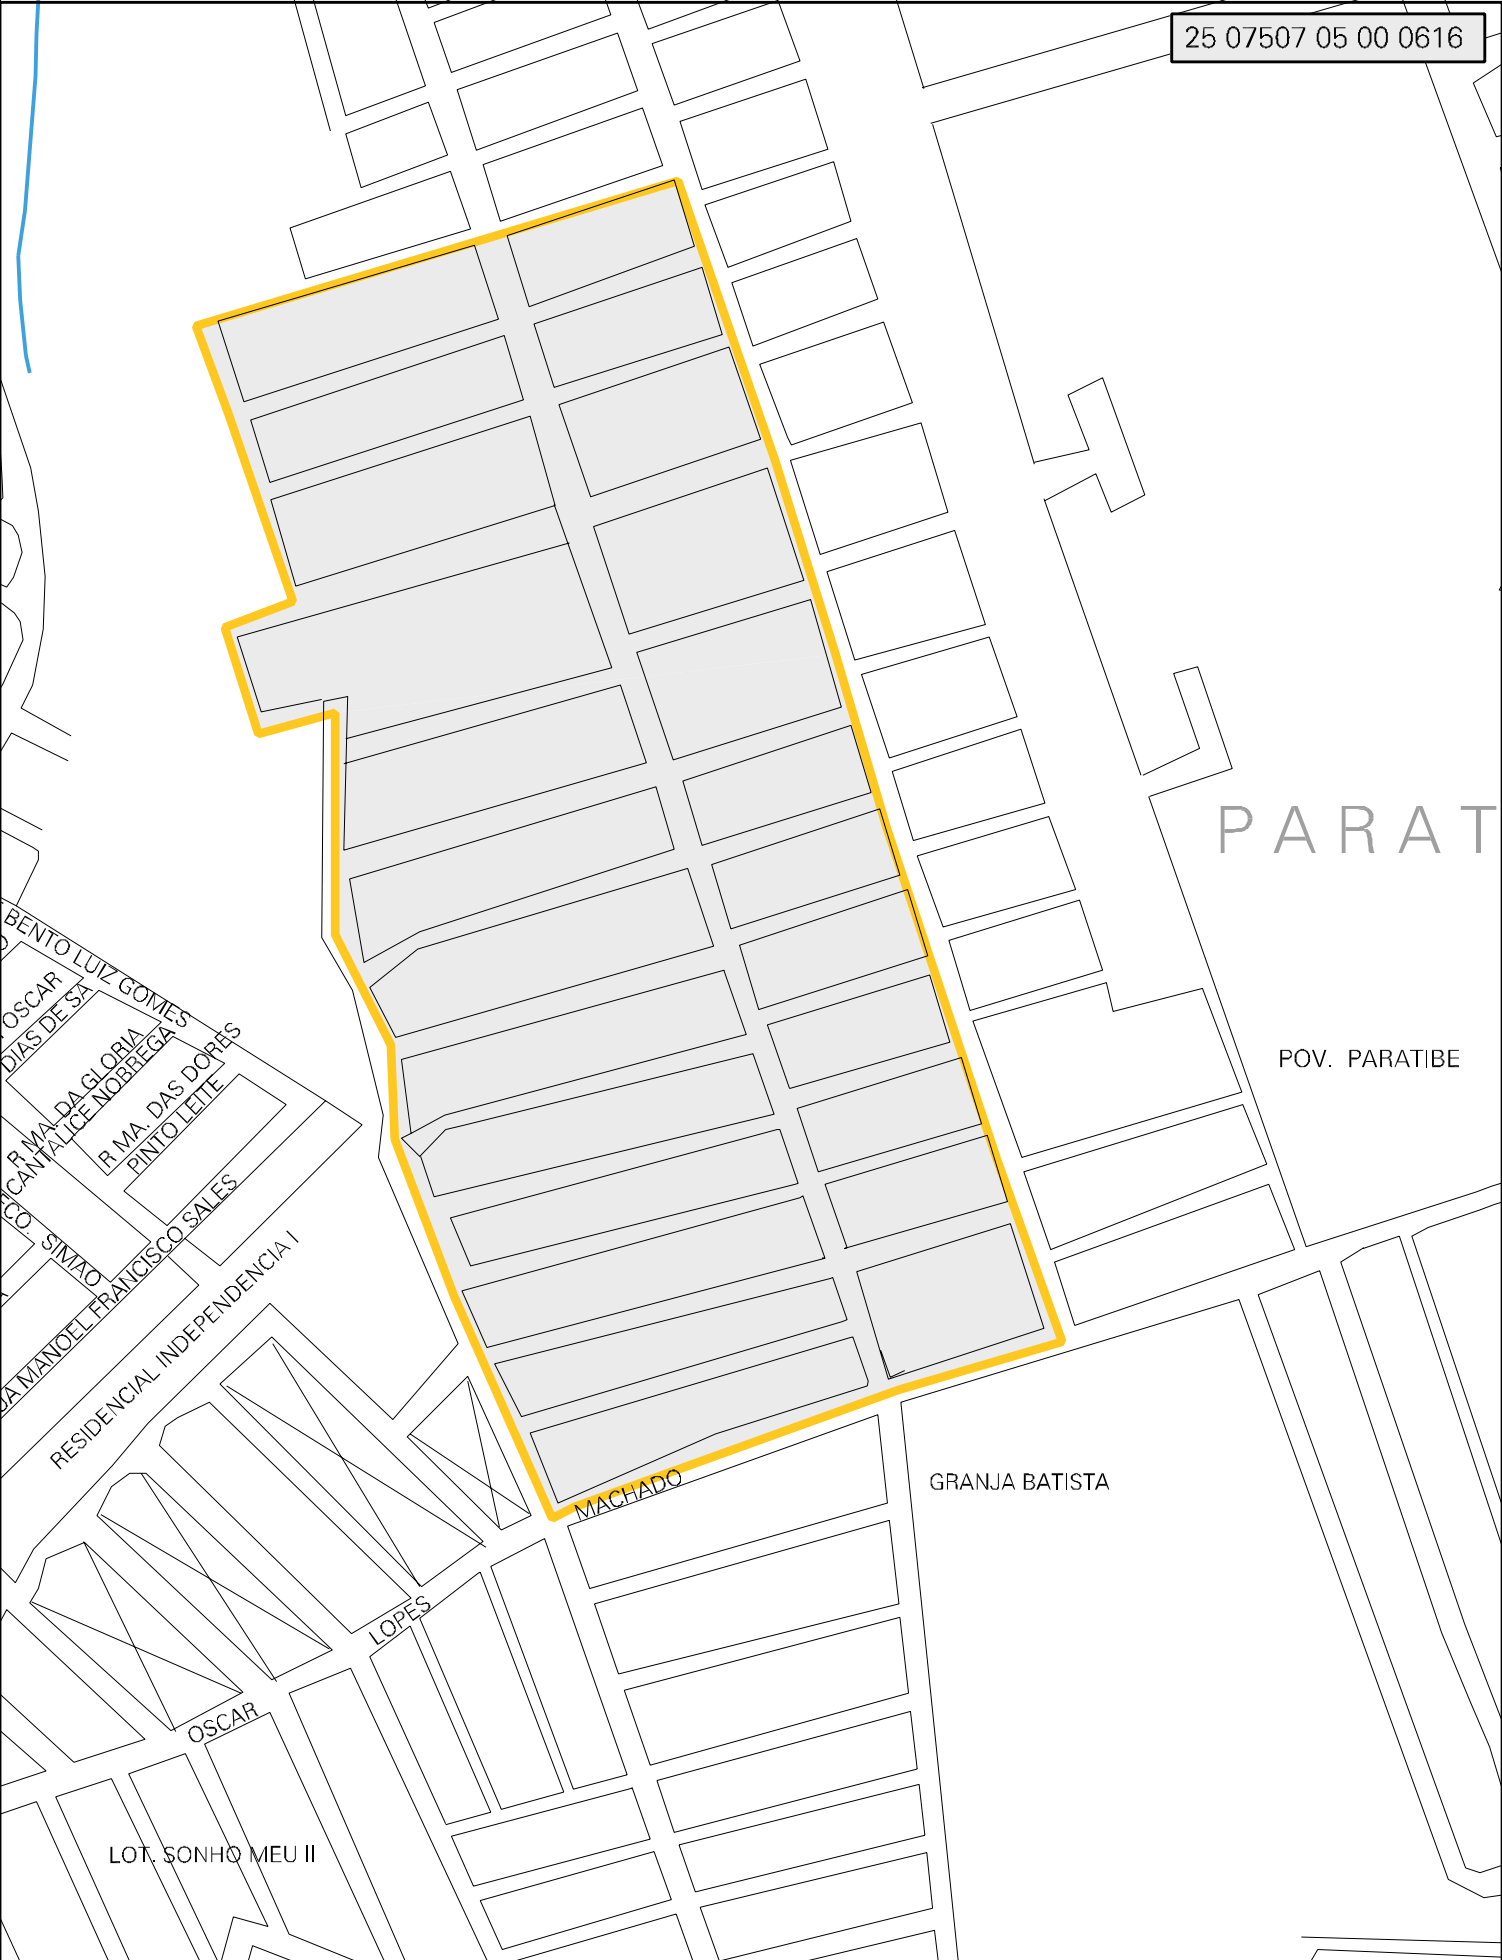 25 07507 05 00 0616
PARAT
BENTO LUIZ GOMES
OSCAR
DIAS DE SA
R MA. DA GLORIA
CANTALICE NOBREGA
R MA. DAS DORES
PINTO LEITE
POV. PARATIBE
SIMAO
MANOEL FRANCISCO SALES
RESIDENCIAL INDEPENDENCIA I
MACHADO
GRANJA BATISTA
LOPES
OSCAR
LOT. SONHO MEU II